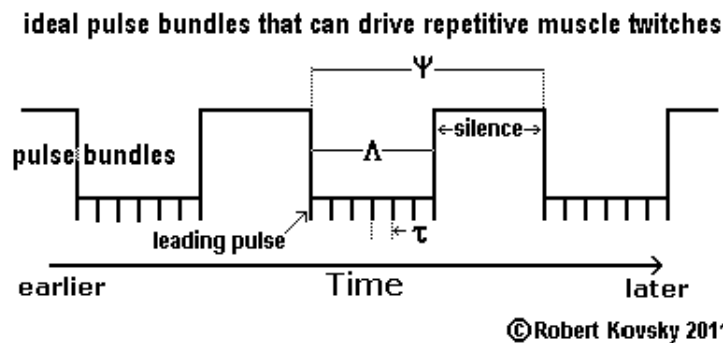 ideal pulse bundles that can drive repetitive muscle twitches
Ψ
←silence→
pulse bundles
Λ
leading pulse
τ
Time
earlier
later
©Robert Kovsky 2011